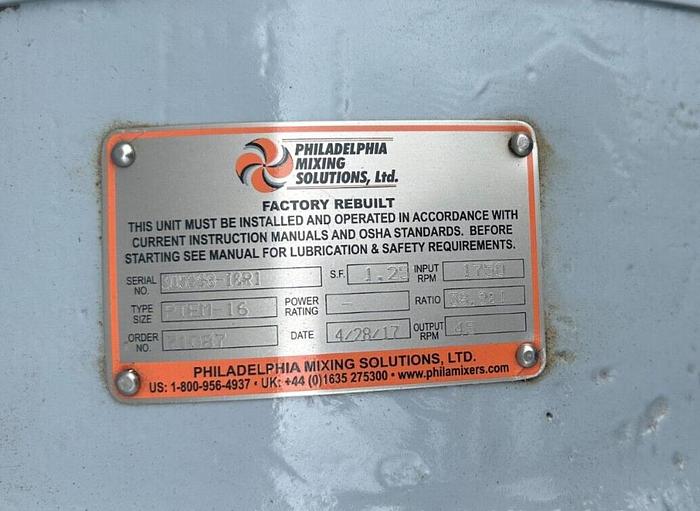 PHILADELPHIA
MIXING
SOLUTIONS, Ltd.
FACTORY REBUILT
THIS UNIT MUST BE INSTALLED AND OPERATED IN ACCORDANCE WITH
CURRENT INSTRUCTION MANUALS AND OSHA STANDARDS. BEFORE
STARTING SEE MANUAL FOR LUBRICATION & SAFETY REQUIREMENTS.
SERIAL NO. S.F. 1.25 INPUT RPM 1750
TYPE SIZE PTEM-16 POWER RATING - RATIO
ORDER NO. DATE 4/28/17 OUTPUT RPM 45
PHILADELPHIA MIXING SOLUTIONS, LTD.
US: 1-800-956-4937 • UK: +44 (0)1635 275300 • www.philamixers.com